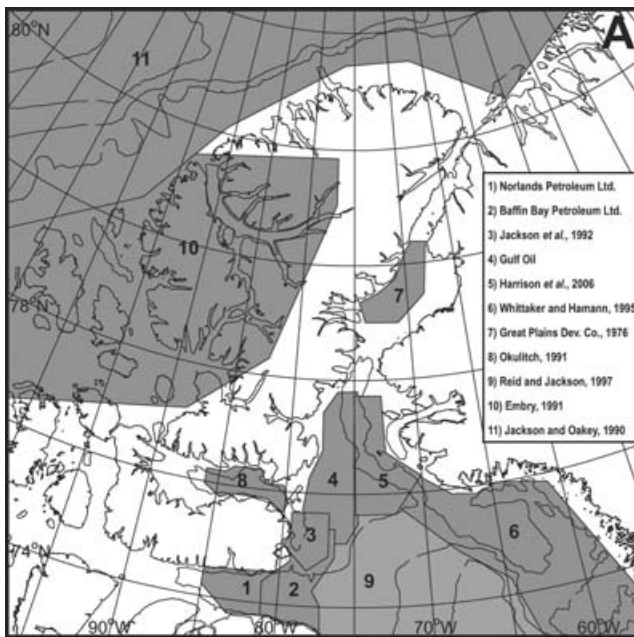 80°N
A
11
1) Norlands Petroleum Ltd.
2) Baffin Bay Petroleum Ltd.
3) Jackson et al., 1992
4) Gulf Oil
5) Harrison et al., 2006
6) Whittaker and Hamann, 1995
7) Great Plains Dev. Co., 1976
8) Okulitch, 1991
9) Reid and Jackson, 1997
10) Embry, 1991
11) Jackson and Oakey, 1990
10
7
78°N
8
4
5
3
6
74°N
1
2
9
90°W
80°W
70°W
60°W